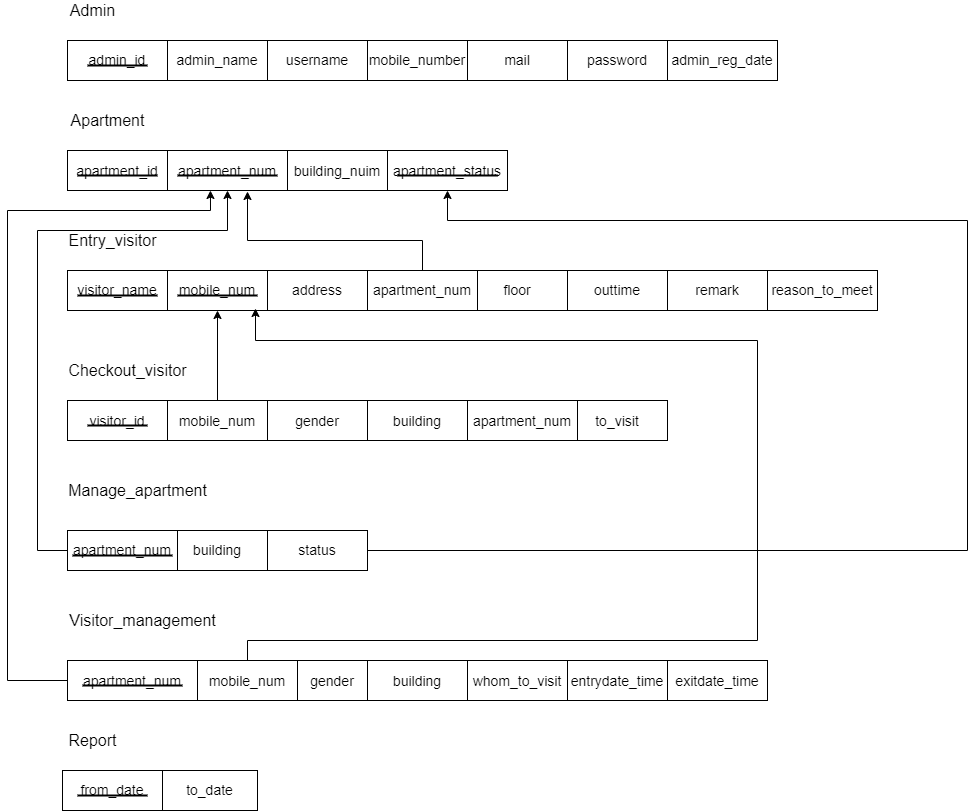 Admin
admin_id admin_name username mobile_number mail password admin_reg_date
Apartment
apartment_id apartment_num building_nuim apartment_status
Entry_visitor
visitor_name mobile_num address apartment_num floor outtime remark reason_to_meet
Checkout_visitor
visitor_id mobile_num gender building apartment_num to_visit
Manage_apartment
apartment_num building status
Visitor_management
apartment_num mobile_num gender building whom_to_visit entrydate_time exitdate_time
Report
from_date to_date